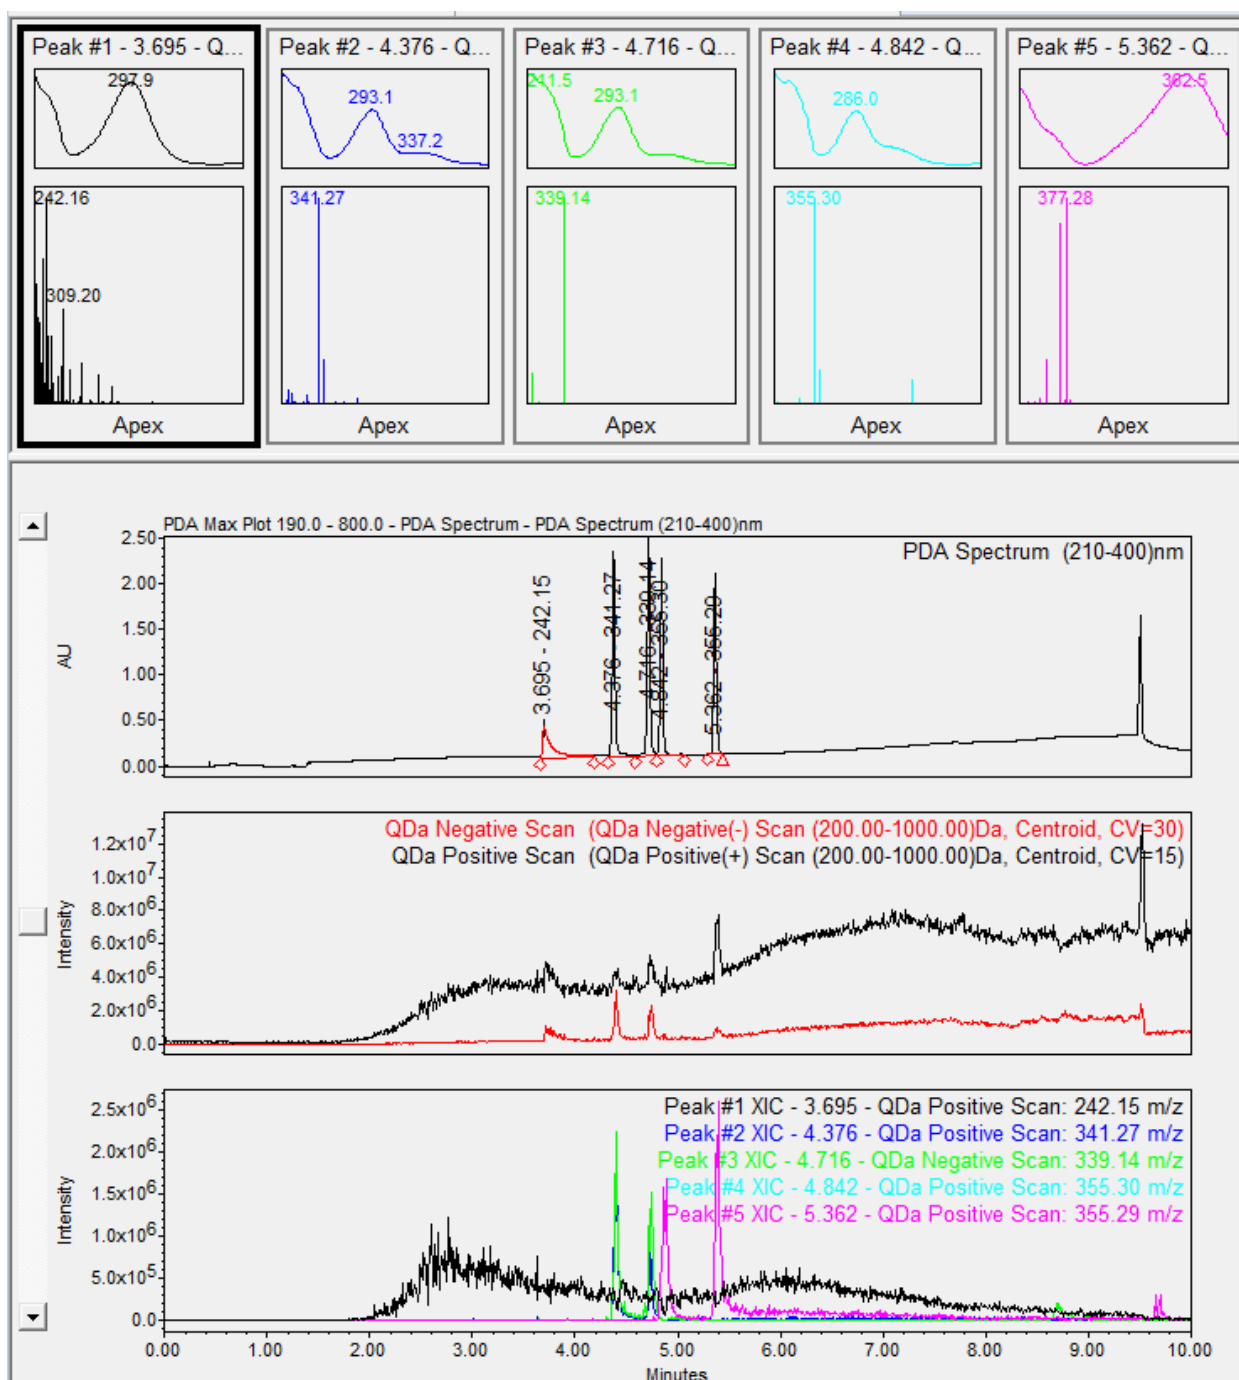 Peak #1 - 3.695 - Q...
297.9
242.16
309.20
Apex
Peak #2 - 4.376 - Q...
293.1
337.2
341.27
Apex
Peak #3 - 4.716 - Q...
211.5
293.1
339.14
Apex
Peak #4 - 4.842 - Q...
286.0
355.30
Apex
Peak #5 - 5.362 - Q...
302.5
377.28
Apex
PDA Max Plot 190.0 - 800.0 - PDA Spectrum - PDA Spectrum (210-400)nm
PDA Spectrum (210-400)nm
AU
2.50
2.00
1.50
1.00
0.50
0.00
3.695 - 242.15
4.376 - 341.27
4.716 - 339.14
4.842 - 355.30
5.362 - 355.29
QDa Negative Scan (QDa Negative(-) Scan (200.00-1000.00)Da, Centroid, CV=30)
QDa Positive Scan (QDa Positive(+) Scan (200.00-1000.00)Da, Centroid, CV=15)
Intensity
1.2x10⁷
1.0x10⁷
8.0x10⁶
6.0x10⁶
4.0x10⁶
2.0x10⁶
0.0
Peak #1 XIC - 3.695 - QDa Positive Scan: 242.15 m/z
Peak #2 XIC - 4.376 - QDa Positive Scan: 341.27 m/z
Peak #3 XIC - 4.716 - QDa Negative Scan: 339.14 m/z
Peak #4 XIC - 4.842 - QDa Positive Scan: 355.30 m/z
Peak #5 XIC - 5.362 - QDa Positive Scan: 355.29 m/z
Intensity
2.5x10⁶
2.0x10⁶
1.5x10⁶
1.0x10⁶
5.0x10⁵
0.0
0.00 1.00 2.00 3.00 4.00 5.00 6.00 7.00 8.00 9.00 10.00
Minutes